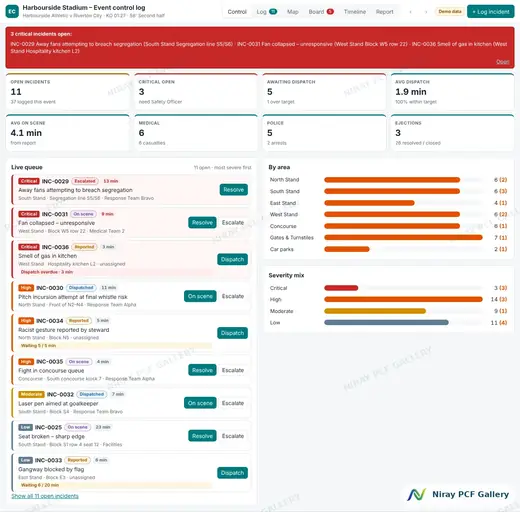 EC
Harbourside Stadium – Event control log
Harbourside Athletic v Riverton City · KO 01:27 · 56' Second half
Control
Log 11
Map
Board 5
Timeline
Report
Demo data
+ Log incident
3 critical incidents open:
INC-0029 Away fans attempting to breach segregation (South Stand Segregation line S5/S6) · INC-0031 Fan collapsed – unresponsive (West Stand Block W5 row 22) · INC-0036 Smell of gas in kitchen (West
Stand Hospitality kitchen L2)
Open
OPEN INCIDENTS
11
37 logged this event
CRITICAL OPEN
3
need Safety Officer
AWAITING DISPATCH
5
1 over target
AVG DISPATCH
1.9 min
100% within target
AVG ON SCENE
4.1 min
from report
MEDICAL
6
6 casualties
POLICE
5
2 arrests
EJECTIONS
3
26 resolved / closed
Live queue
11 open · most severe first
Critical INC-0029 Escalated 13 min
Away fans attempting to breach segregation
South Stand · Segregation line S5/S6 · Response Team Bravo
Resolve
Critical INC-0031 On scene 9 min
Fan collapsed – unresponsive
West Stand · Block W5 row 22 · Medical Team 2
Resolve Escalate
Critical INC-0036 Reported 3 min
Smell of gas in kitchen
West Stand · Hospitality kitchen L2 · unassigned
Dispatch overdue · 3 min
Dispatch
High INC-0030 Dispatched 11 min
Pitch incursion attempt at final whistle risk
North Stand · Front of N2–N4 · Response Team Alpha
On scene Escalate
High INC-0034 Reported 5 min
Racist gesture reported by steward
North Stand · Block N5 · unassigned
Waiting 5 / 5 min
Dispatch
High INC-0035 On scene 4 min
Fight in concourse queue
Concourse · South concourse kiosk 7 · Response Team Alpha
Resolve Escalate
Moderate INC-0032 Dispatched 7 min
Laser pen aimed at goalkeeper
South Stand · Block S4 · Response Team Bravo
On scene Escalate
Low INC-0025 On scene 23 min
Seat broken – sharp edge
South Stand · Block S1 row 4 seat 12 · Facilities
Resolve Escalate
Low INC-0033 Reported 6 min
Gangway blocked by flag
East Stand · Block E3 · unassigned
Waiting 6 / 20 min
Dispatch
Show all 11 open incidents
By area
North Stand 6 (2)
South Stand 6 (3)
East Stand 4 (1)
West Stand 6 (2)
Concourse 6 (1)
Gates & Turnstiles 7 (1)
Car parks 2 (1)
Severity mix
Critical 3 (3)
High 14 (3)
Moderate 9 (1)
Low 11 (4)
NIRAY PCF GALLERY
Niray PCF Gallery